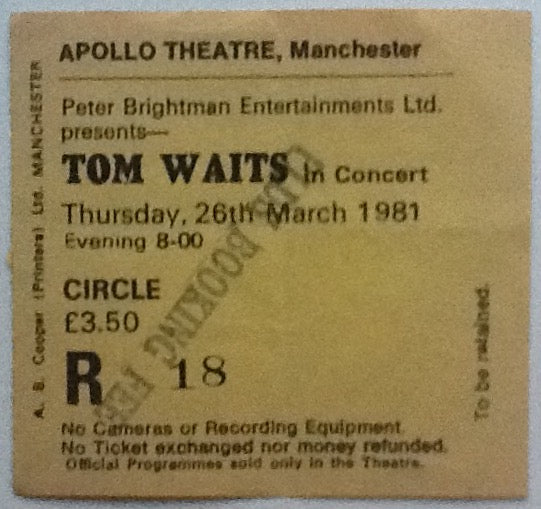 APOLLO THEATRE, Manchester
Peter Brightman Entertainments Ltd.
presents—
TOM WAITS In Concert
Thursday, 26th March 1981
Evening 8-00
CIRCLE
£3.50
R 18
No Cameras or Recording Equipment
No Ticket exchanged nor money refunded.
Official Programmes sold only in the Theatre.
A. B. Cooper (Printers) Ltd. MANCHESTER
To be retained.
BOOKING FEE